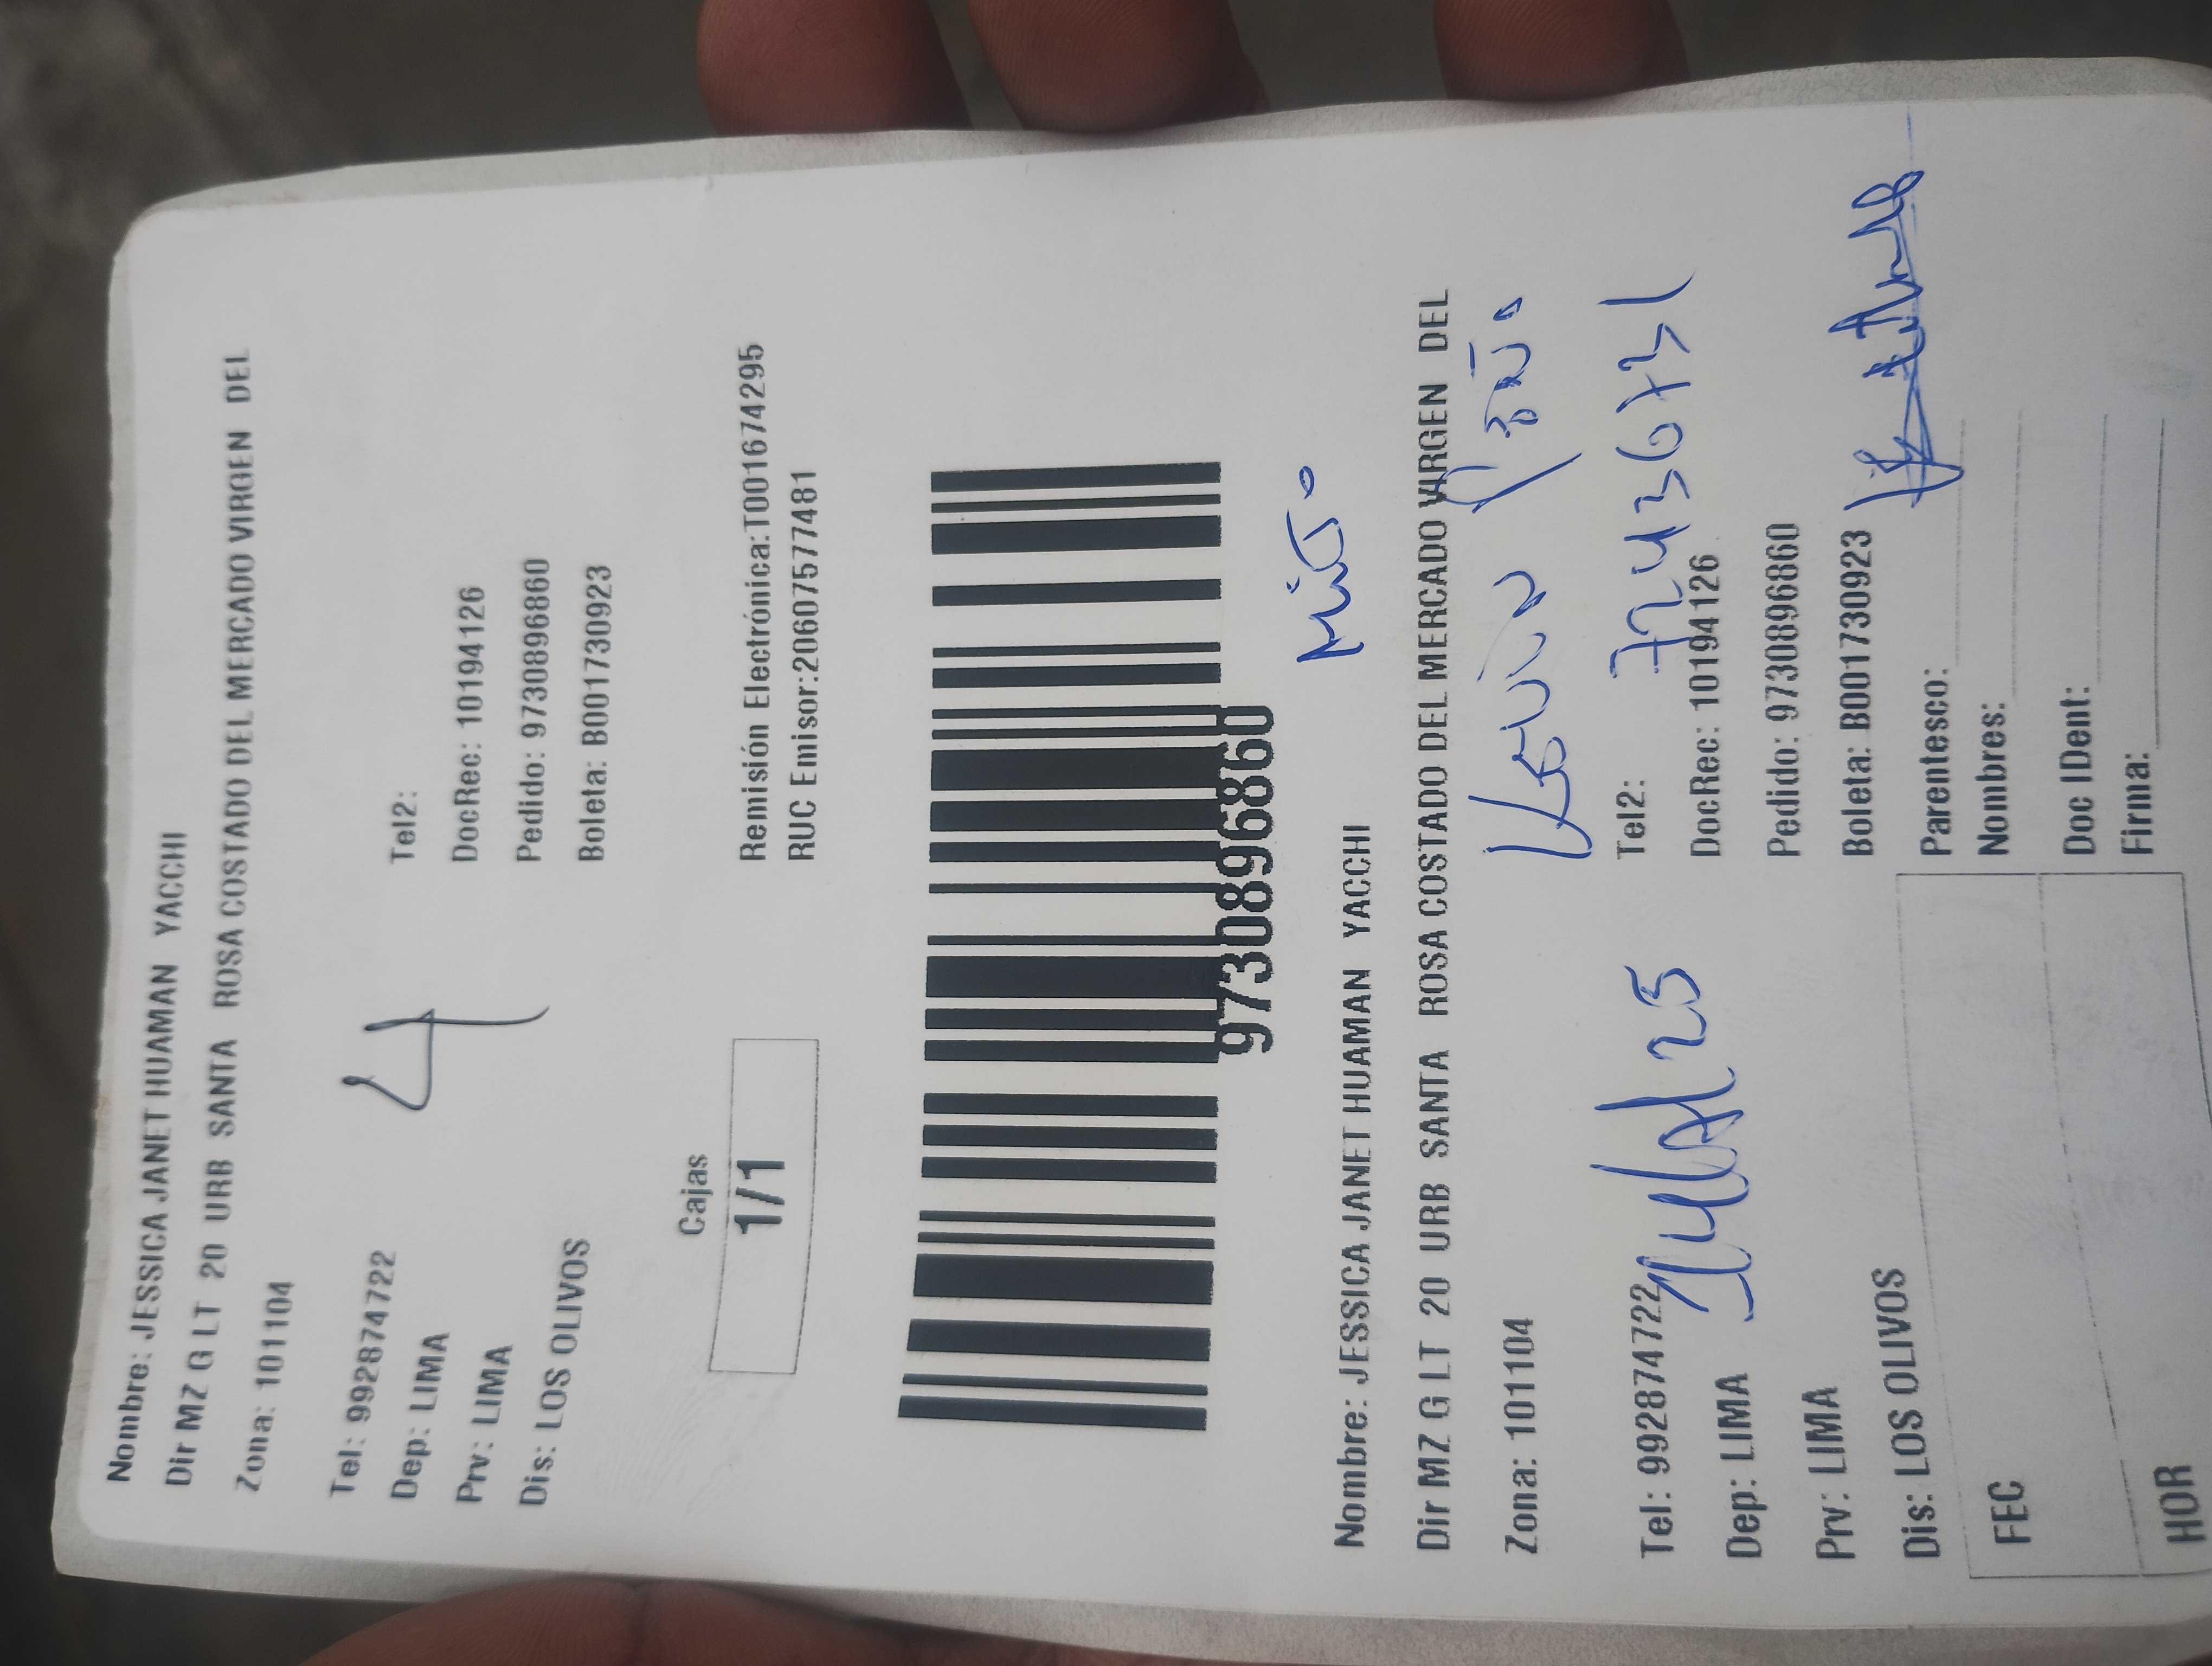 Nombre: JESSICA JANET HUAMAN YACCHI
Dir MZ G LT 20 URB SANTA ROSA COSTADO DEL MERCADO VIRGEN DEL
Zona: 101104
4
Tel: 992874722 Tel2:
Dep: LIMA DocRec: 10194126
Prv: LIMA Pedido: 9730896860
Dis: LOS OLIVOS Boleta: B001730923
Cajas
1/1
Remisión Electrónica:T001674295
RUC Emisor:20607577481
9730896860
Nombre: JESSICA JANET HUAMAN YACCHI
Dir MZ G LT 20 URB SANTA ROSA COSTADO DEL MERCADO VIRGEN DEL
Zona: 101104
72436731
Tel: 992874722 Tel2:
Dep: LIMA DocRec: 10194126
Prv: LIMA Pedido: 9730896860
Dis: LOS OLIVOS Boleta: B001730923
FEC Parentesco:
Nombres:
Doc IDent:
HOR Firma: